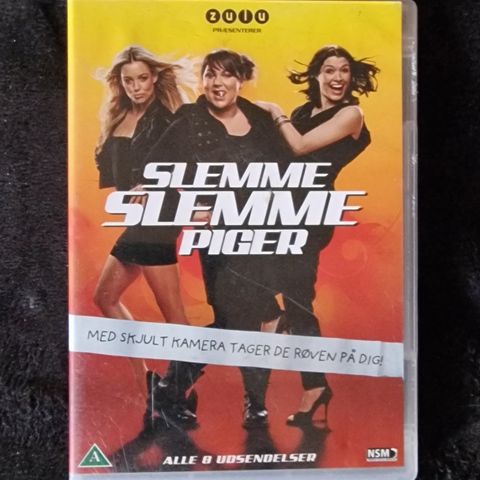 zulu
PRÆSENTERER
SLEMME
SLEMME
PIGER
MED SKJULT KAMERA TAGER DE RØVEN PÅ DIG!
A
ALLE 8 UDSENDELSER
NSM